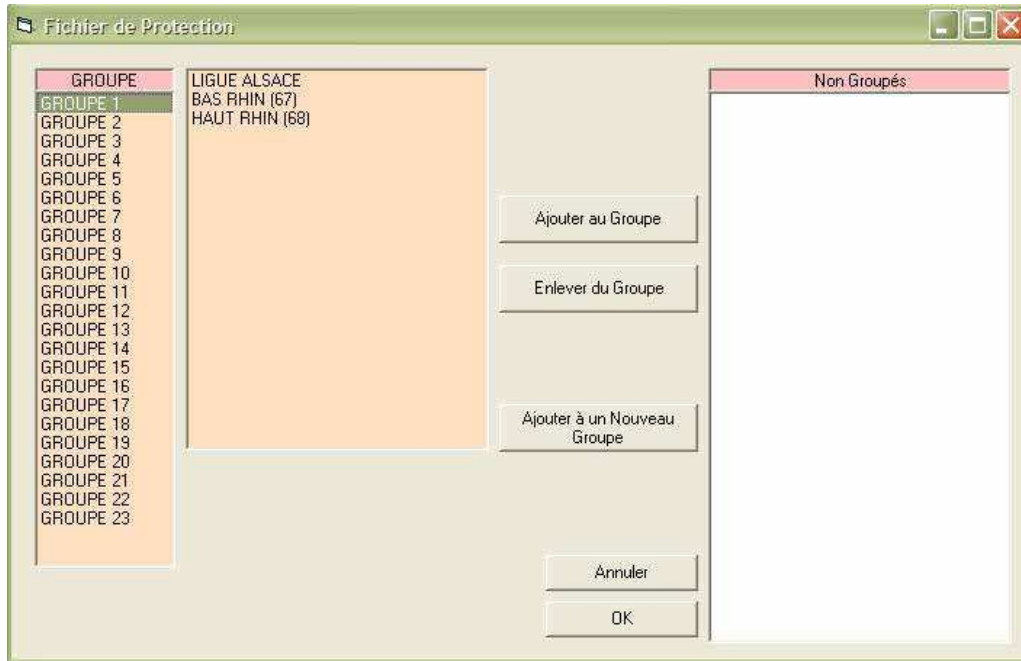 Fichier de Protection
GROUPE
GROUPE 1
GROUPE 2
GROUPE 3
GROUPE 4
GROUPE 5
GROUPE 6
GROUPE 7
GROUPE 8
GROUPE 9
GROUPE 10
GROUPE 11
GROUPE 12
GROUPE 13
GROUPE 14
GROUPE 15
GROUPE 16
GROUPE 17
GROUPE 18
GROUPE 19
GROUPE 20
GROUPE 21
GROUPE 22
GROUPE 23
LIGUE ALSACE
BAS RHIN (67)
HAUT RHIN (68)
Ajouter au Groupe
Enlever du Groupe
Ajouter à un Nouveau
Groupe
Annuler
OK
Non Groupés